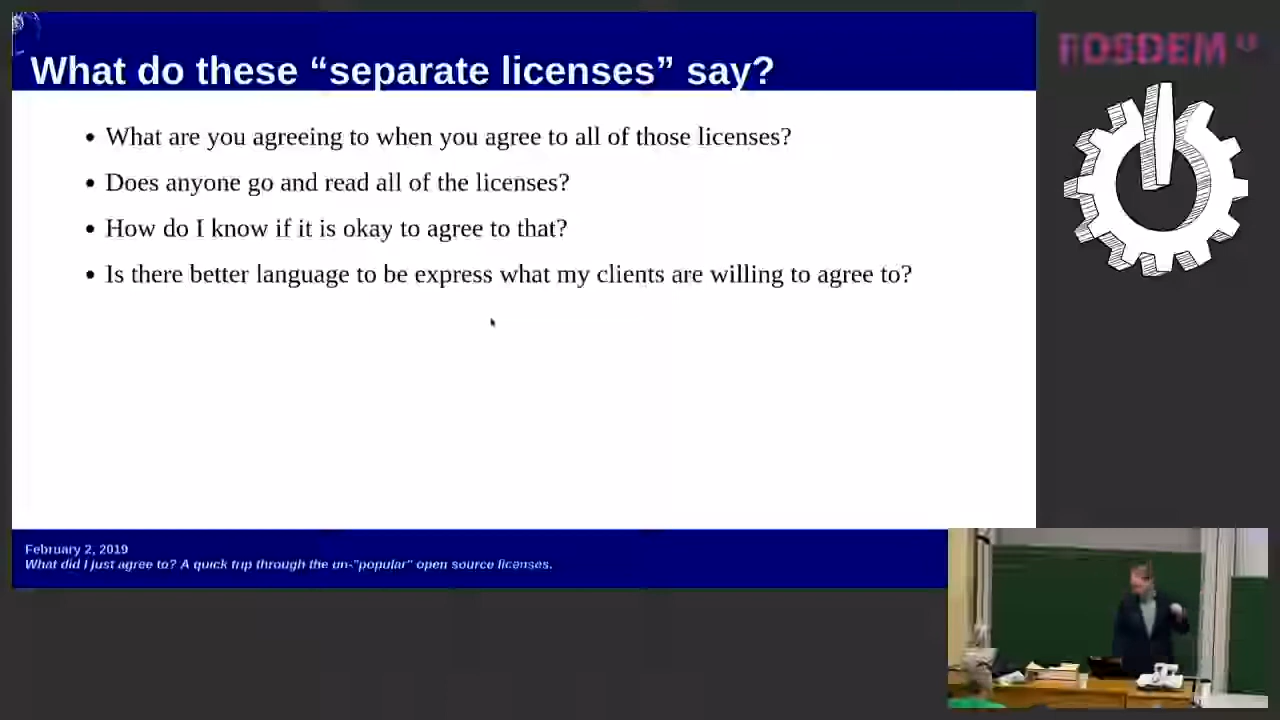 What do these “separate licenses” say?
FOSDEM
• What are you agreeing to when you agree to all of those licenses?
• Does anyone go and read all of the licenses?
• How do I know if it is okay to agree to that?
• Is there better language to be express what my clients are willing to agree to?
February 2, 2019
What did I just agree to? A quick trip through the un-"popular" open source licenses.